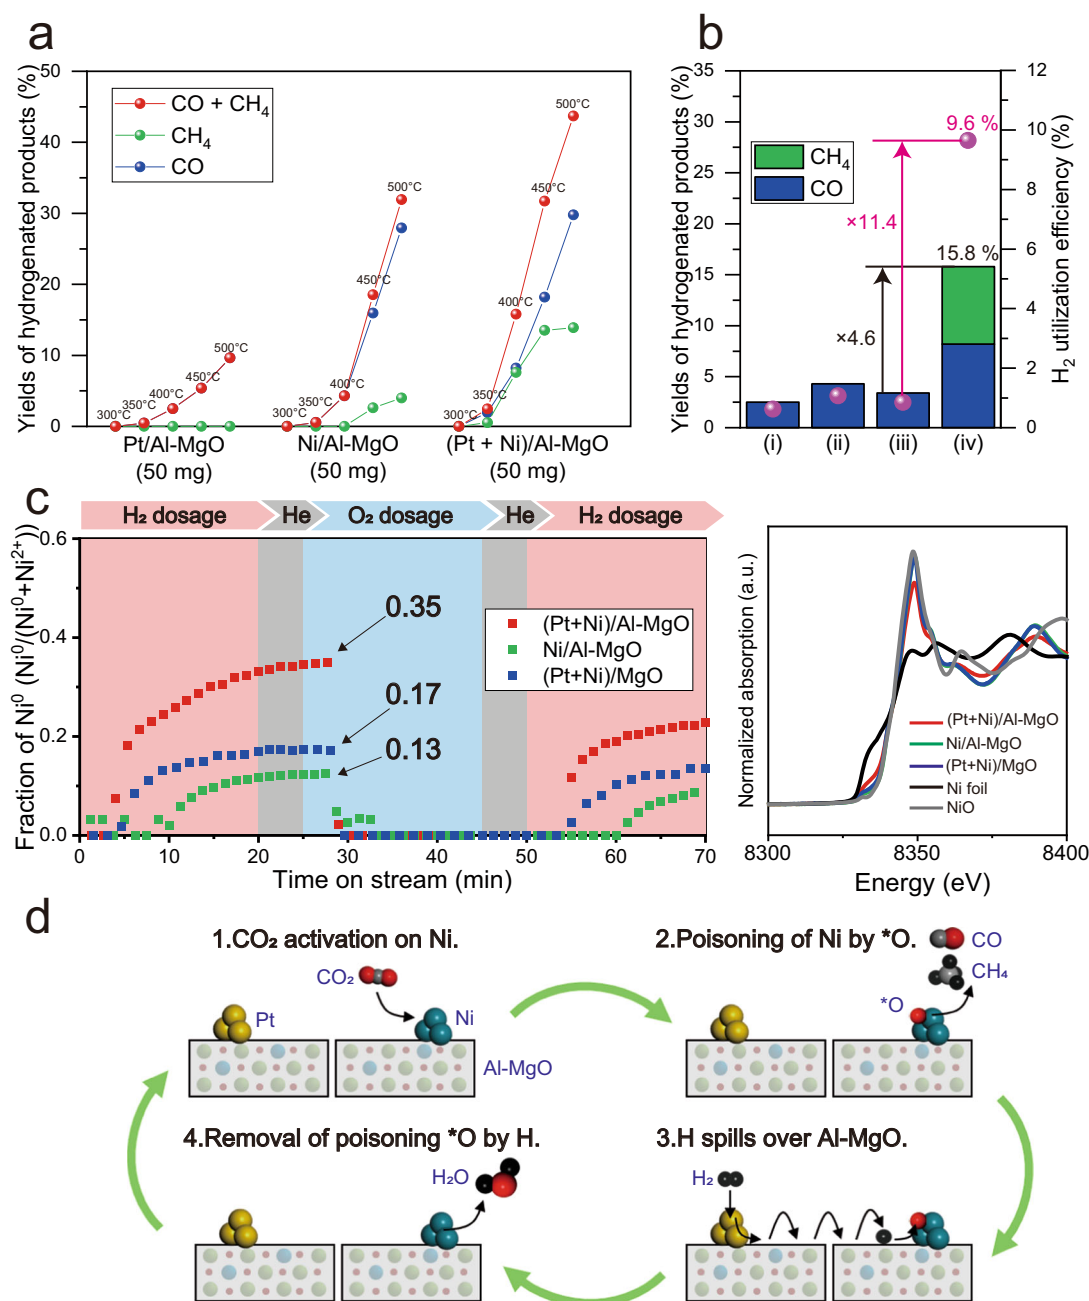 a
Yields of hydrogenated products (%)
50
40
30
20
10
0
CO + CH₄
CH₄
CO
300°C
350°C
400°C
450°C
500°C
300°C
350°C
400°C
450°C
500°C
300°C
350°C
400°C
450°C
500°C
Pt/Al-MgO
(50 mg)
Ni/Al-MgO
(50 mg)
(Pt + Ni)/Al-MgO
(50 mg)
b
Yields of hydrogenated products (%)
35
30
25
20
15
10
5
0
CH₄
CO
×11.4
×4.6
9.6 %
15.8 %
(i)
(ii)
(iii)
(iv)
12
10
8
6
4
2
0
H₂ utilization efficiency (%)
c
H₂ dosage
He
O₂ dosage
He
H₂ dosage
Fraction of Ni⁰ (Ni⁰/(Ni⁰+Ni²⁺)
0.6
0.4
0.2
0.0
0.35
0.17
0.13
(Pt+Ni)/Al-MgO
Ni/Al-MgO
(Pt+Ni)/MgO
0
10
20
30
40
50
60
70
Time on stream (min)
Normalized absorption (a.u.)
(Pt+Ni)/Al-MgO
Ni/Al-MgO
(Pt+Ni)/MgO
Ni foil
NiO
8300
8350
8400
Energy (eV)
d
1.CO₂ activation on Ni.
CO₂
Pt
Ni
Al-MgO
2.Poisoning of Ni by *O.
CO
CH₄
*O
4.Removal of poisoning *O by H.
H₂O
3.H spills over Al-MgO.
H₂